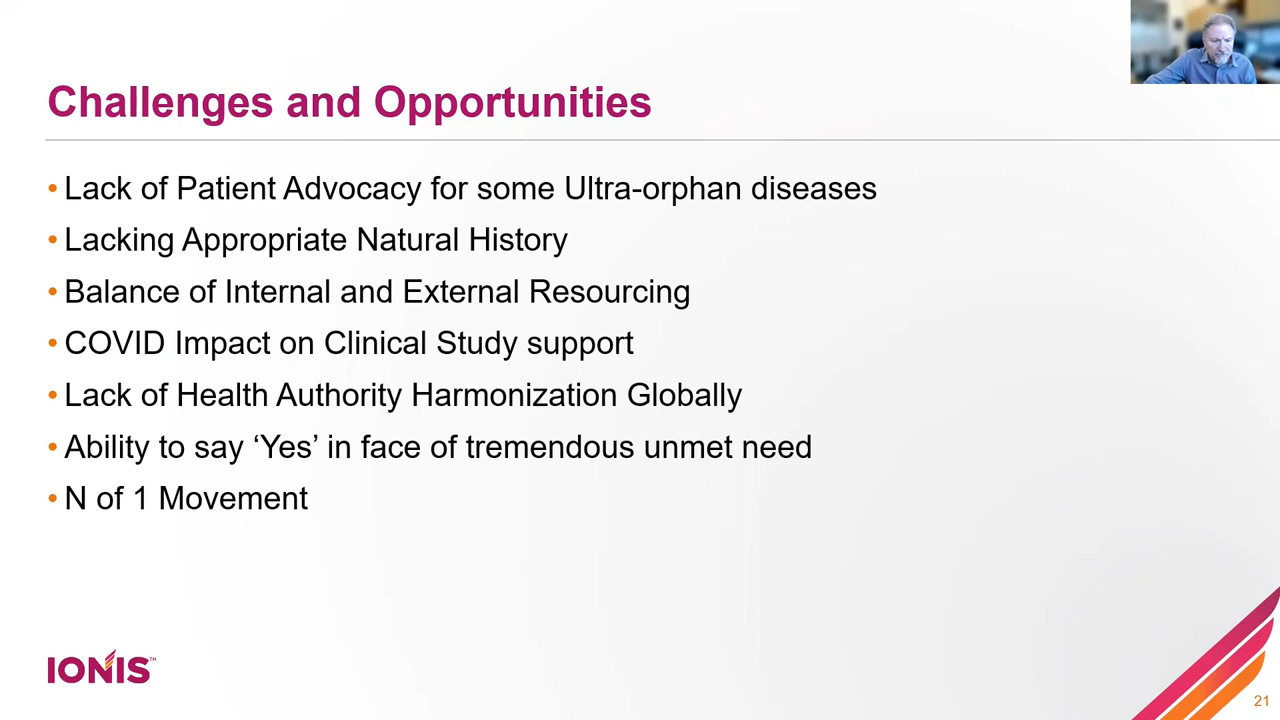 Challenges and Opportunities
• Lack of Patient Advocacy for some Ultra-orphan diseases
• Lacking Appropriate Natural History
• Balance of Internal and External Resourcing
• COVID Impact on Clinical Study support
• Lack of Health Authority Harmonization Globally
• Ability to say ‘Yes’ in face of tremendous unmet need
• N of 1 Movement
IONIS™
21